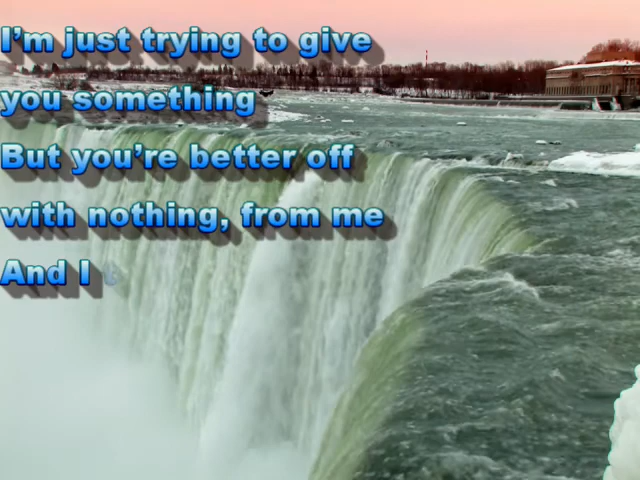 I'm just trying to give
you something
But you're better off
with nothing, from me
And I t